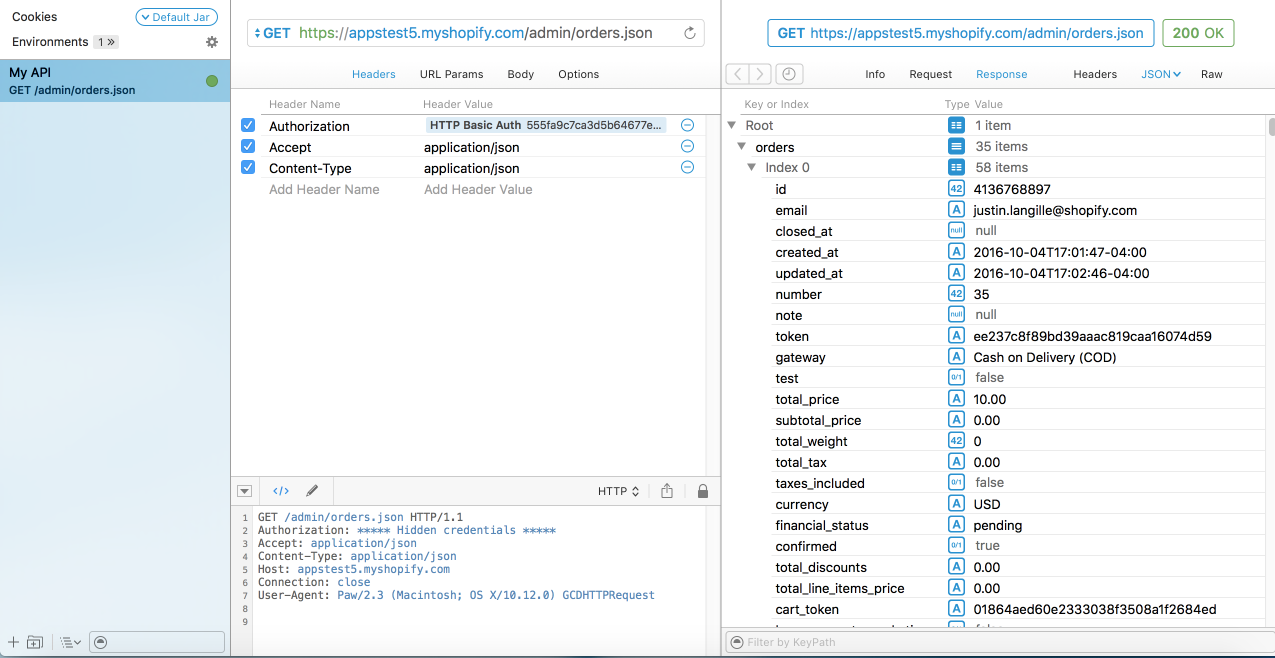 Cookies
Default Jar
Environments 1 »
My API
GET /admin/orders.json
GET https://appstest5.myshopify.com/admin/orders.json
Headers URL Params Body Options
Header Name Header Value
Authorization HTTP Basic Auth 555fa9c7ca3d5b64677e...
Accept application/json
Content-Type application/json
Add Header Name Add Header Value
HTTP
1 GET /admin/orders.json HTTP/1.1
2 Authorization: ***** Hidden credentials *****
3 Accept: application/json
4 Content-Type: application/json
5 Host: appstest5.myshopify.com
6 Connection: close
7 User-Agent: Paw/2.3 (Macintosh; OS X/10.12.0) GCDHTTPRequest
8
9
GET https://appstest5.myshopify.com/admin/orders.json 200 OK
Info Request Response Headers JSON Raw
Key or Index Type Value
Root 1 item
orders 35 items
Index 0 58 items
id 42 4136768897
email A justin.langille@shopify.com
closed_at null null
created_at A 2016-10-04T17:01:47-04:00
updated_at A 2016-10-04T17:02:46-04:00
number 42 35
note null null
token A ee237c8f89bd39aaac819caa16074d59
gateway A Cash on Delivery (COD)
test 0/1 false
total_price A 10.00
subtotal_price A 0.00
total_weight 42 0
total_tax A 0.00
taxes_included 0/1 false
currency A USD
financial_status A pending
confirmed 0/1 true
total_discounts A 0.00
total_line_items_price A 0.00
cart_token A 01864aed60e2333038f3508a1f2684ed
Filter by KeyPath